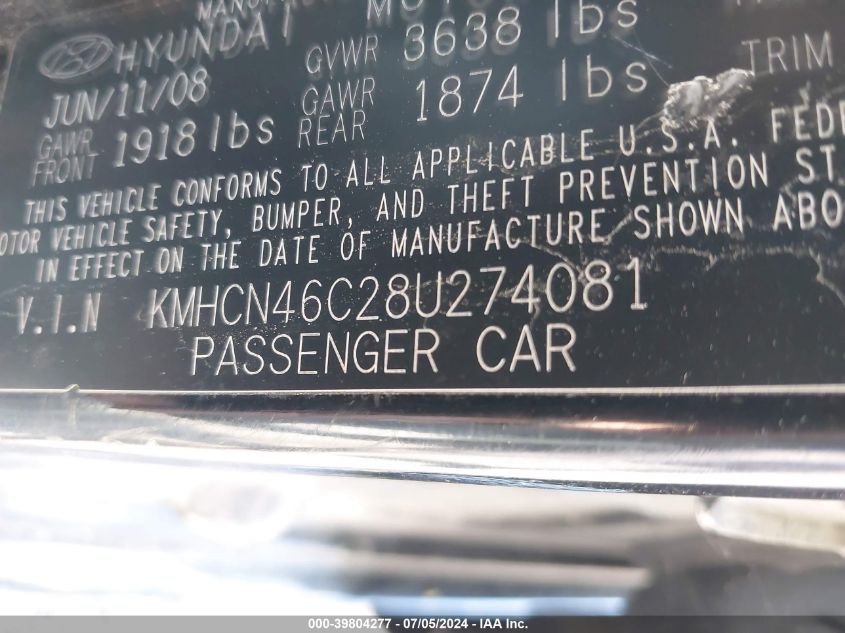 HYUNDAI
JUN/11/08 GVWR 3638 lbs
GAWR FRONT 1918 lbs GAWR REAR 1874 lbs TRIM
THIS VEHICLE CONFORMS TO ALL APPLICABLE U.S.A. FEDE
OTOR VEHICLE SAFETY, BUMPER, AND THEFT PREVENTION ST
IN EFFECT ON THE DATE OF MANUFACTURE SHOWN ABO
V.I.N KMHCN46C28U274081
PASSENGER CAR
000-39804277 - 07/05/2024 - IAA Inc.